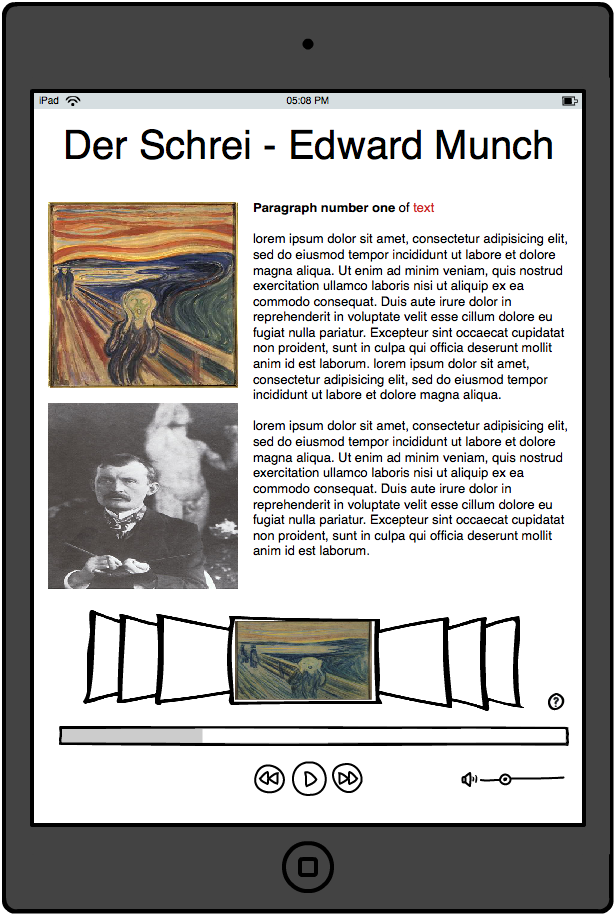 iPad 05:08 PM
Der Schrei - Edward Munch
Paragraph number one of text
lorem ipsum dolor sit amet, consectetur adipisicing elit,
sed do eiusmod tempor incididunt ut labore et dolore
magna aliqua. Ut enim ad minim veniam, quis nostrud
exercitation ullamco laboris nisi ut aliquip ex ea
commodo consequat. Duis aute irure dolor in
reprehenderit in voluptate velit esse cillum dolore eu
fugiat nulla pariatur. Excepteur sint occaecat cupidatat
non proident, sunt in culpa qui officia deserunt mollit
anim id est laborum. lorem ipsum dolor sit amet,
consectetur adipisicing elit, sed do eiusmod tempor
incididunt ut labore et dolore magna aliqua.
lorem ipsum dolor sit amet, consectetur adipisicing elit,
sed do eiusmod tempor incididunt ut labore et dolore
magna aliqua. Ut enim ad minim veniam, quis nostrud
exercitation ullamco laboris nisi ut aliquip ex ea
commodo consequat. Duis aute irure dolor in
reprehenderit in voluptate velit esse cillum dolore eu
fugiat nulla pariatur. Excepteur sint occaecat cupidatat
non proident, sunt in culpa qui officia deserunt mollit
anim id est laborum.
?